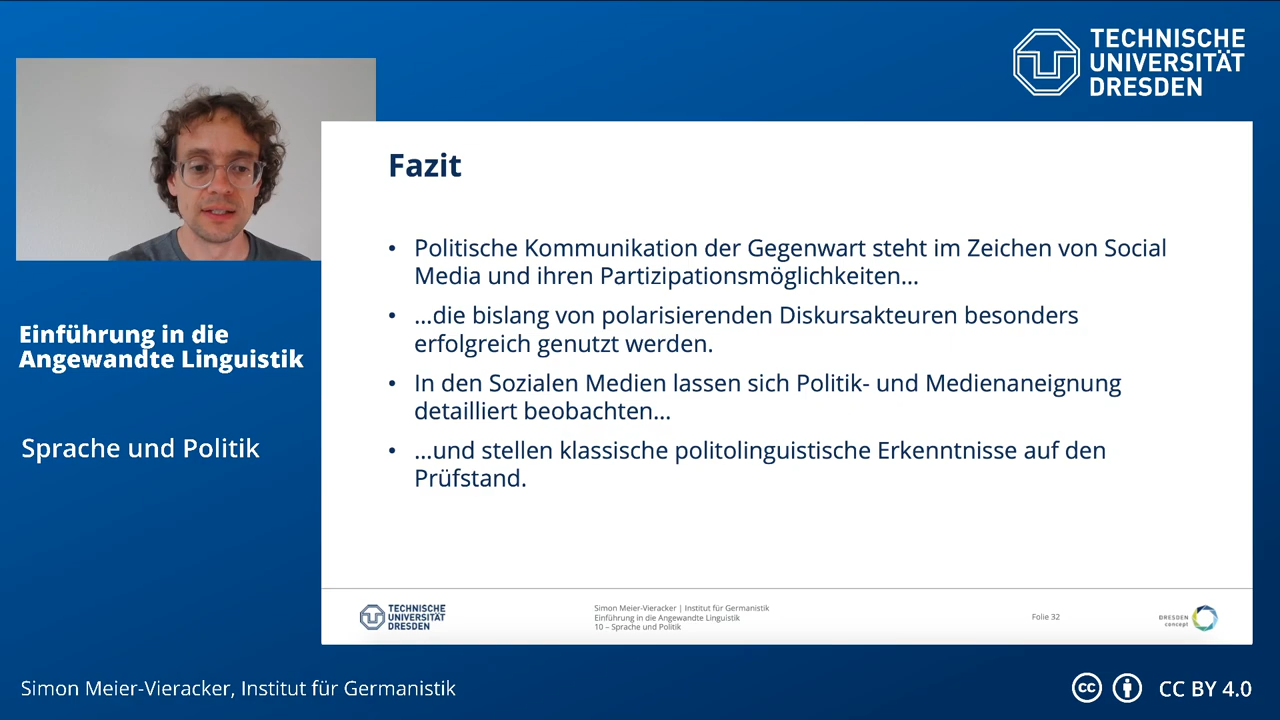 TECHNISCHE
UNIVERSITÄT
DRESDEN
Fazit
• Politische Kommunikation der Gegenwart steht im Zeichen von Social
Media und ihren Partizipationsmöglichkeiten…
• …die bislang von polarisierenden Diskursakteuren besonders
erfolgreich genutzt werden.
• In den Sozialen Medien lassen sich Politik- und Medienaneignung
detailliert beobachten…
• …und stellen klassische politolinguistische Erkenntnisse auf den
Prüfstand.
Einführung in die
Angewandte Linguistik
Sprache und Politik
TECHNISCHE
UNIVERSITÄT
DRESDEN
Simon Meier-Vieracker | Institut für Germanistik
Einführung in die Angewandte Linguistik
10 – Sprache und Politik
Folie 32
DRESDEN
concept
Simon Meier-Vieracker, Institut für Germanistik
cc CC BY 4.0